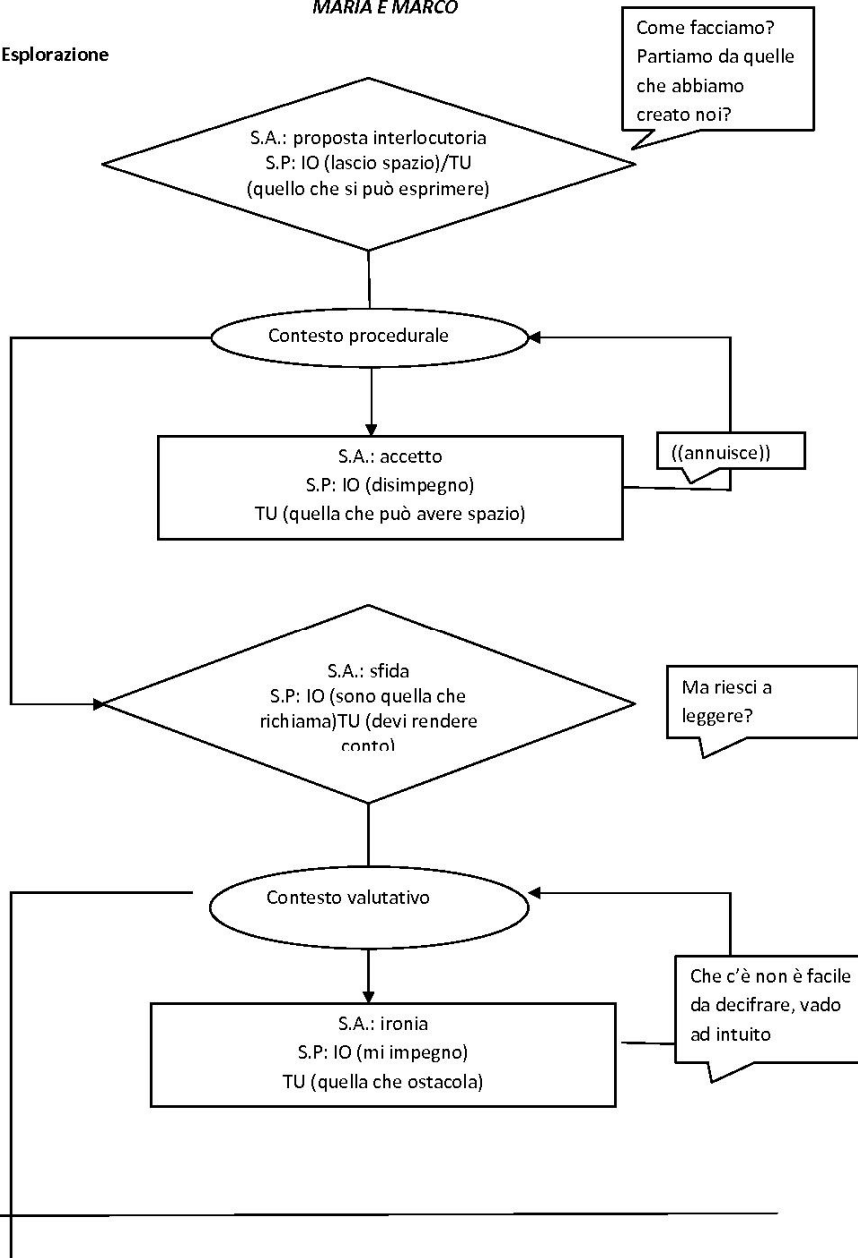 MARIA E MARCO
Esplorazione
Come facciamo?
Partiamo da quelle
che abbiamo
creato noi?
S.A.: proposta interlocutoria
S.P: IO (lascio spazio)/TU
(quello che si può esprimere)
Contesto procedurale
S.A.: accetto
S.P: IO (disimpegno)
TU (quella che può avere spazio)
((annuisce))
S.A.: sfida
S.P: IO (sono quella che
richiama)TU (devi rendere
conto)
Ma riesci a
leggere?
Contesto valutativo
S.A.: ironia
S.P: IO (mi impegno)
TU (quella che ostacola)
Che c’è non è facile
da decifrare, vado
ad intuito